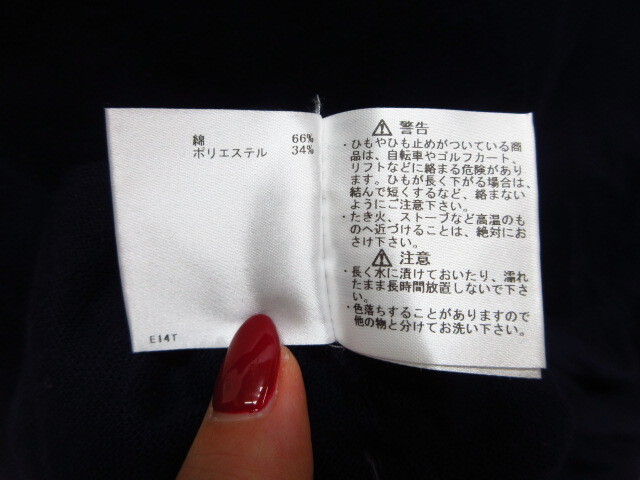 綿 66%
ポリエステル 34%
E14T
⚠ 警告
・ひもやひも止めがついている商
品は、自転車やゴルフカート、
リフトなどに絡まる危険があり
ます。ひもが長く下がる場合は、
結んで短くするなど、絡まない
ようにご注意下さい。
・たき火、ストーブなど高温のも
のへ近づけることは、絶対にお
さけ下さい。
⚠ 注意
・長く水に漬けておいたり、濡れ
たまま長時間放置しないで下さ
い。
・色落ちすることがありますので
他の物と分けてお洗い下さい。